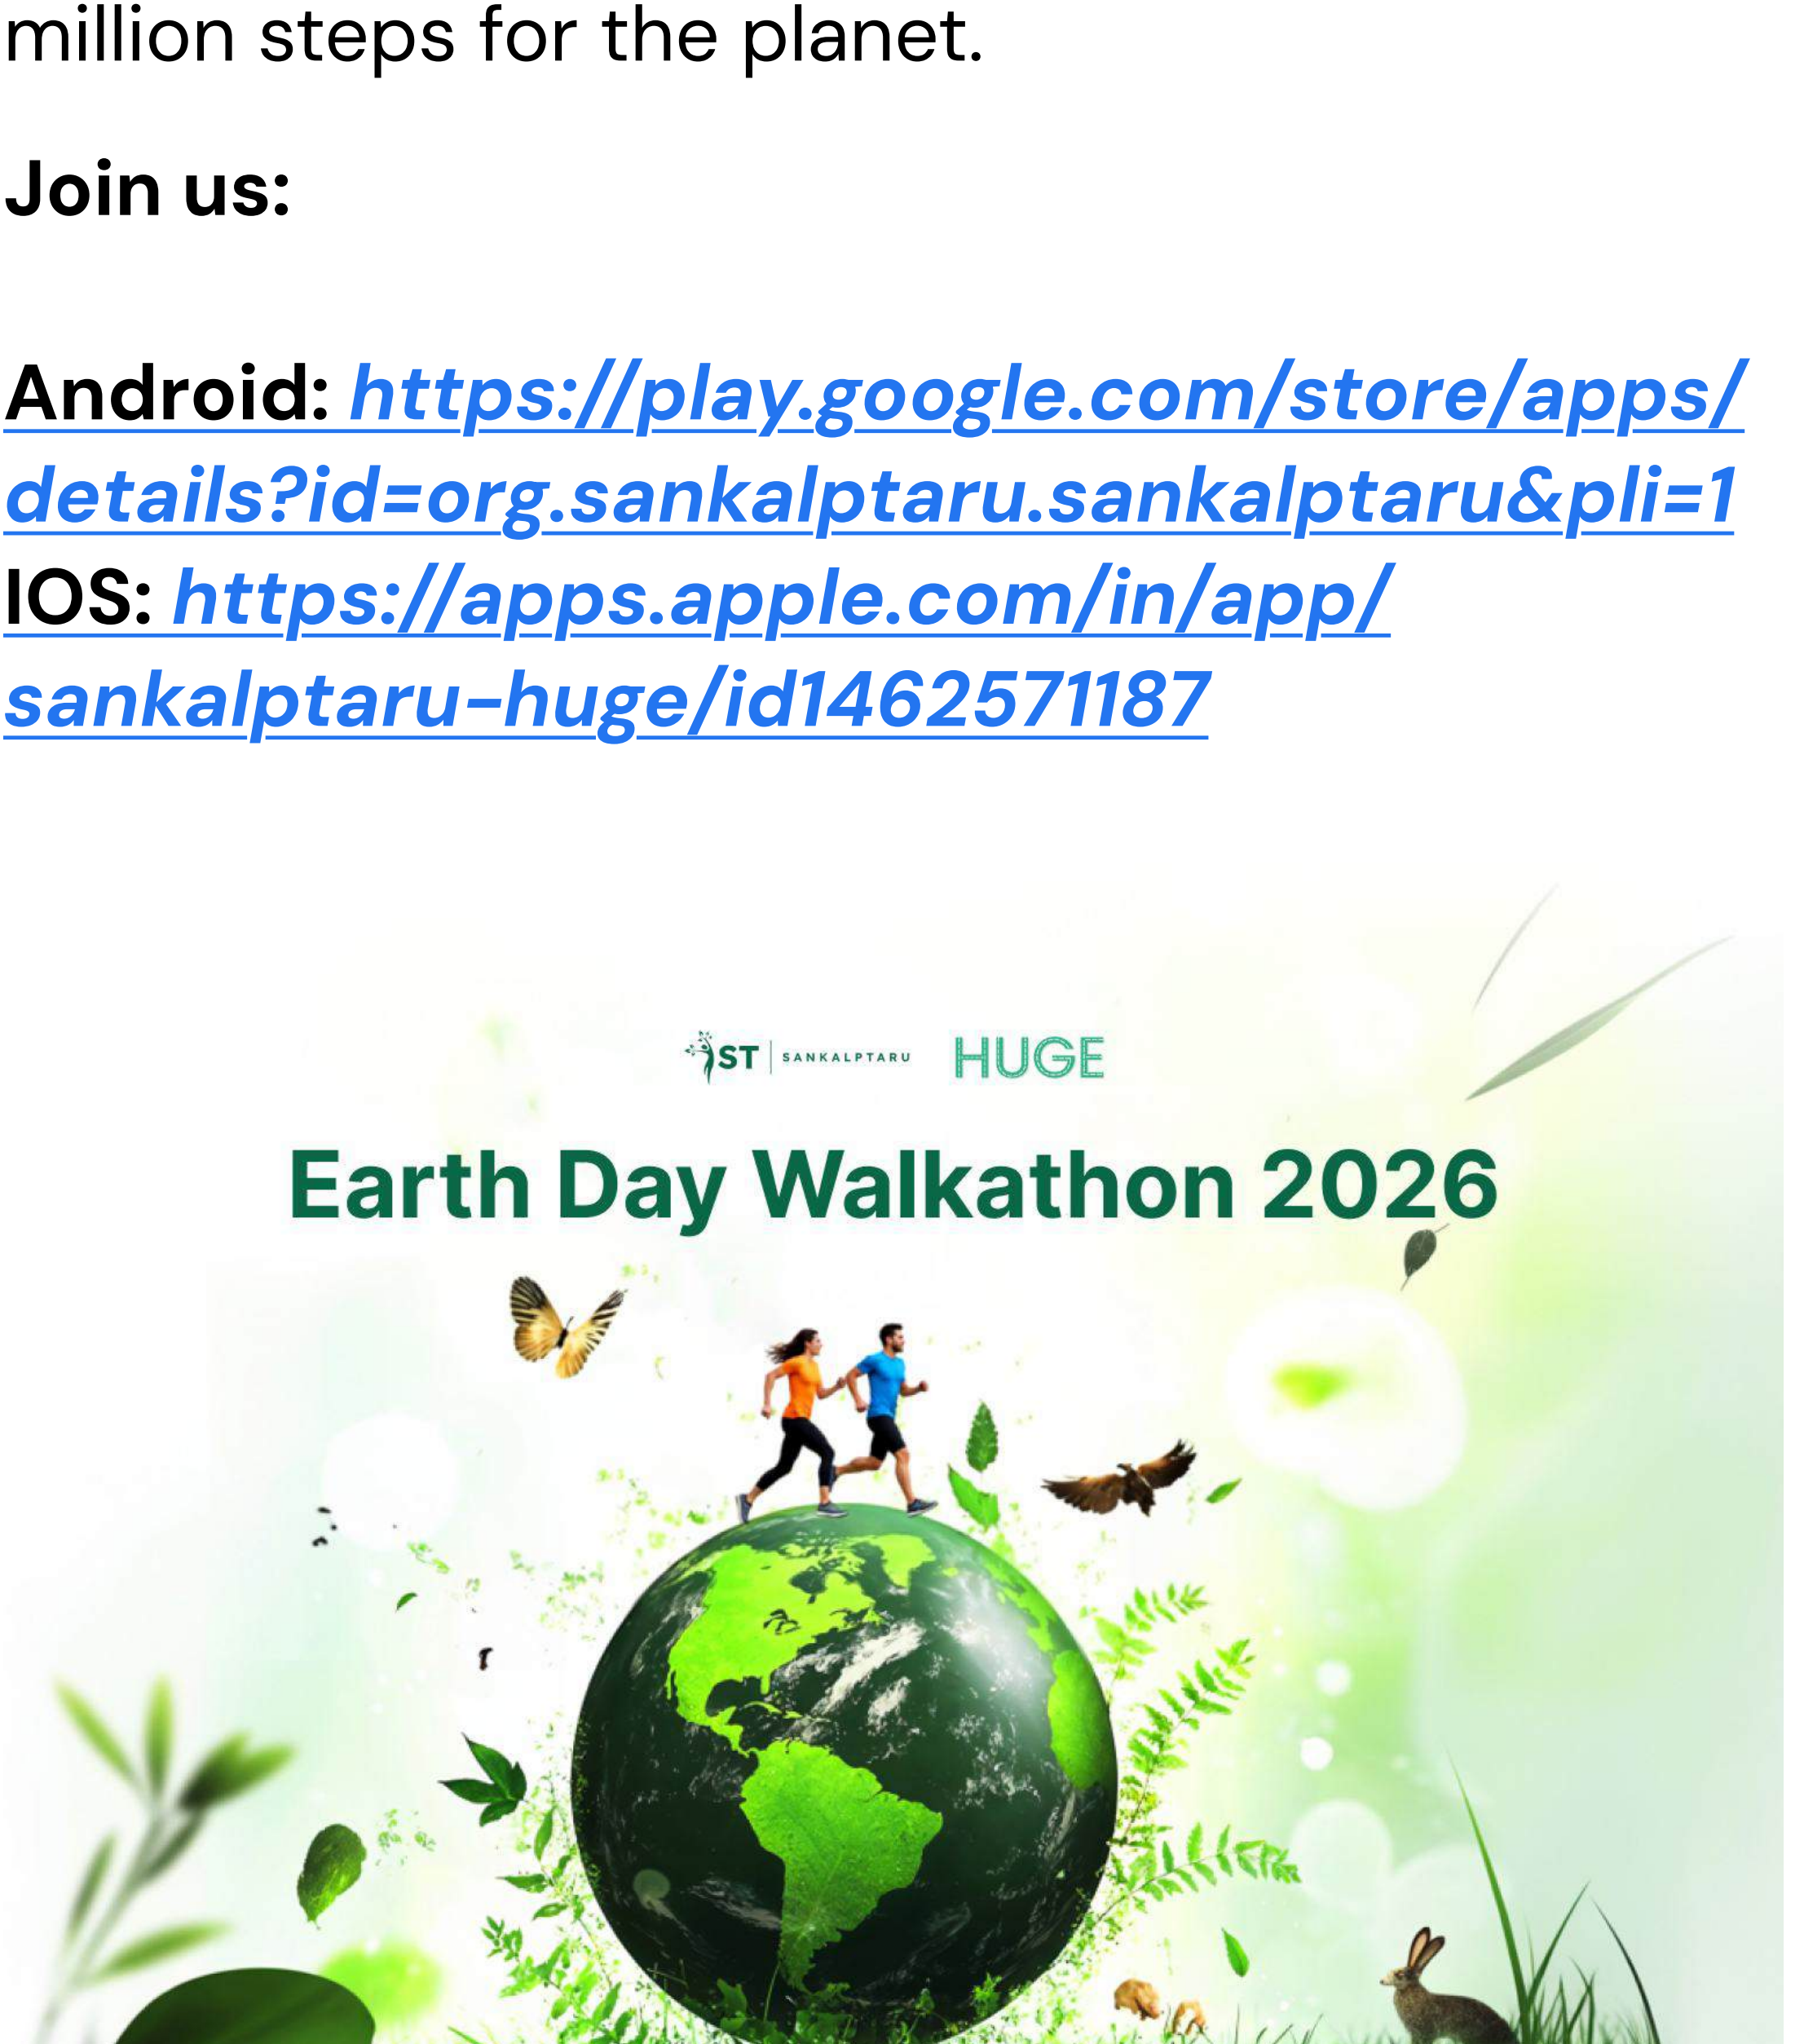 million steps for the planet.
Join us:
Android: https://play.google.com/store/apps/
details?id=org.sankalptaru.sankalptaru&pli=1
IOS: https://apps.apple.com/in/app/
sankalptaru-huge/id1462571187
ST | SANKALPTARU HUGE
Earth Day Walkathon 2026